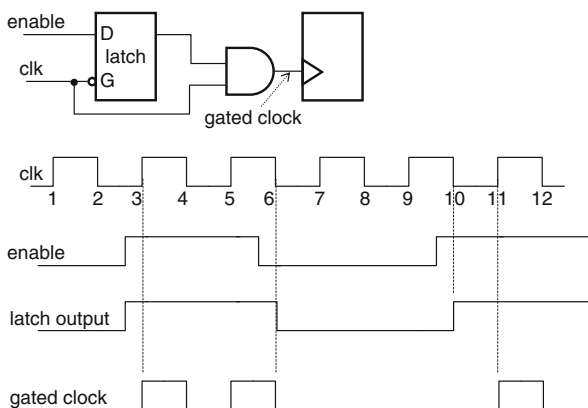 enable
D
latch
clk
G
gated clock
clk
1 2 3 4 5 6 7 8 9 10 11 12
enable
latch output
gated clock